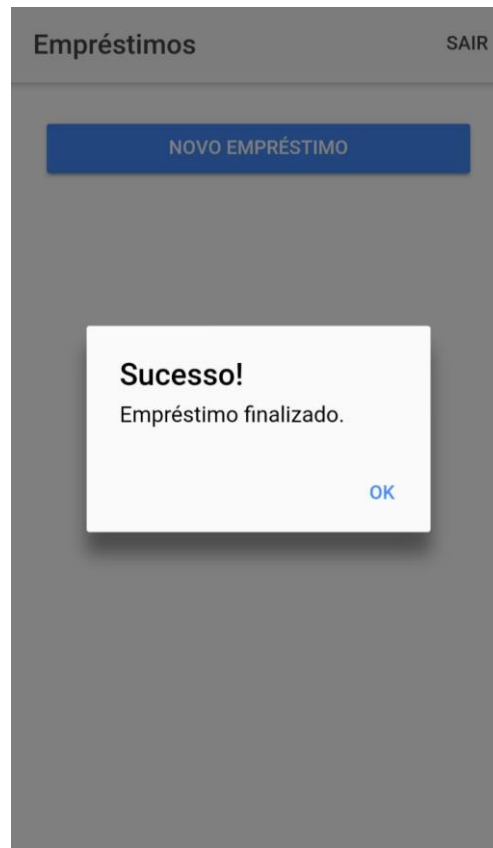 Empréstimos
SAIR
NOVO EMPRÉSTIMO
Sucesso!
Empréstimo finalizado.
OK